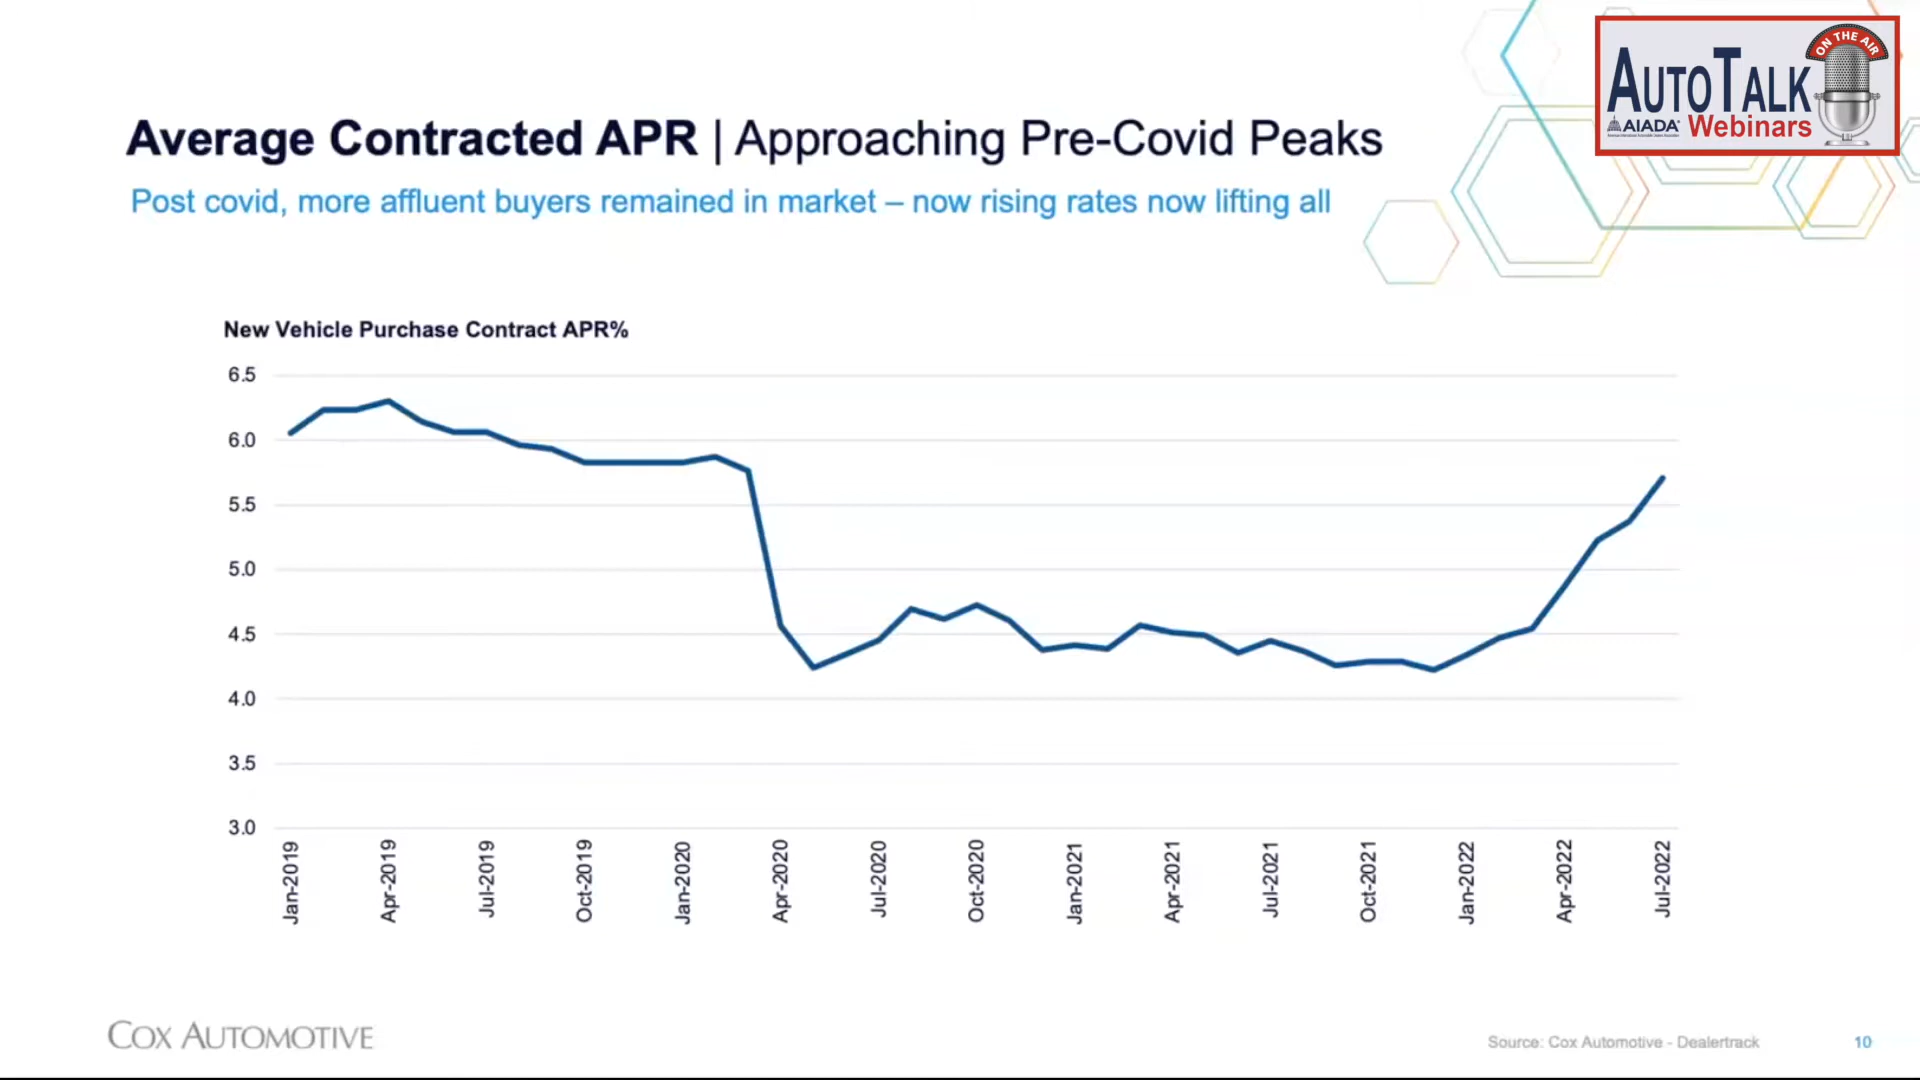 ON THE AIR
AUTOTALK
AIADA
Webinars
Average Contracted APR | Approaching Pre-Covid Peaks
Post covid, more affluent buyers remained in market – now rising rates now lifting all
New Vehicle Purchase Contract APR%
6.5
6.0
5.5
5.0
4.5
4.0
3.5
3.0
Jan-2019
Apr-2019
Jul-2019
Oct-2019
Jan-2020
Apr-2020
Jul-2020
Oct-2020
Jan-2021
Apr-2021
Jul-2021
Oct-2021
Jan-2022
Apr-2022
Jul-2022
COX AUTOMOTIVE
Source: Cox Automotive - Dealertrack
10